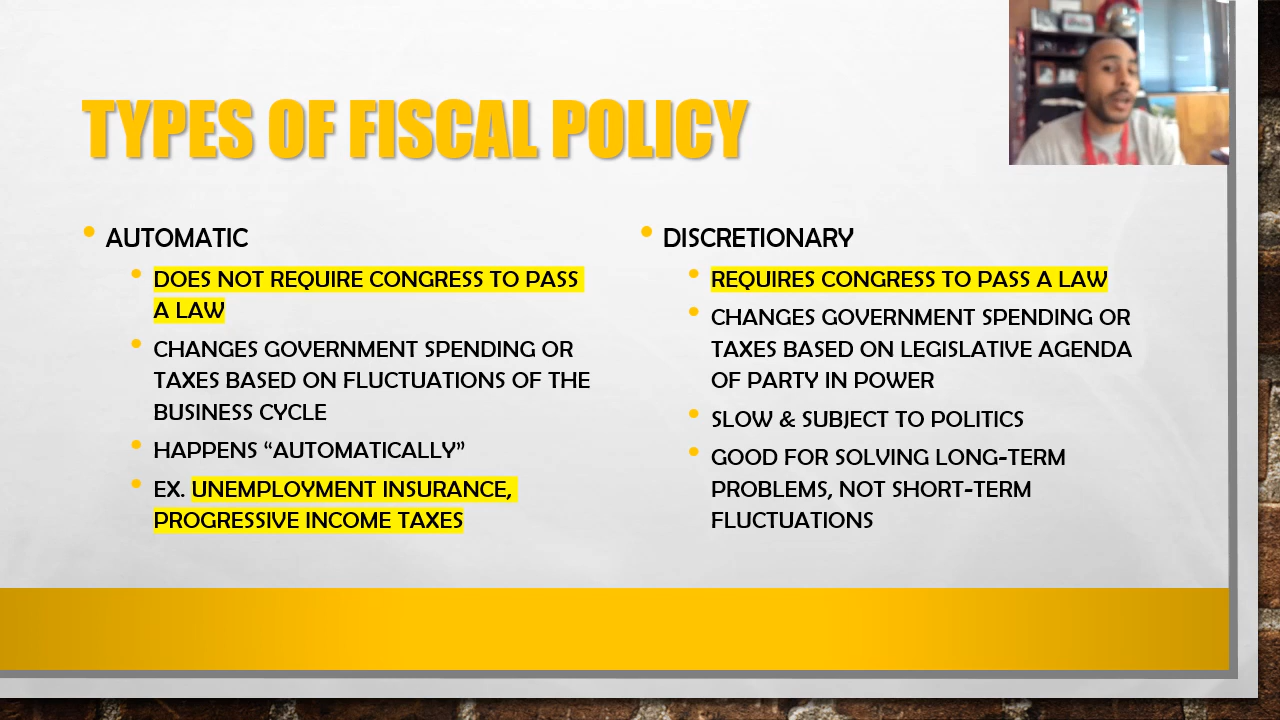 TYPES OF FISCAL POLICY
• AUTOMATIC
• DOES NOT REQUIRE CONGRESS TO PASS
A LAW
• CHANGES GOVERNMENT SPENDING OR
TAXES BASED ON FLUCTUATIONS OF THE
BUSINESS CYCLE
• HAPPENS “AUTOMATICALLY”
• EX. UNEMPLOYMENT INSURANCE,
PROGRESSIVE INCOME TAXES
• DISCRETIONARY
• REQUIRES CONGRESS TO PASS A LAW
• CHANGES GOVERNMENT SPENDING OR
TAXES BASED ON LEGISLATIVE AGENDA
OF PARTY IN POWER
• SLOW & SUBJECT TO POLITICS
• GOOD FOR SOLVING LONG-TERM
PROBLEMS, NOT SHORT-TERM
FLUCTUATIONS